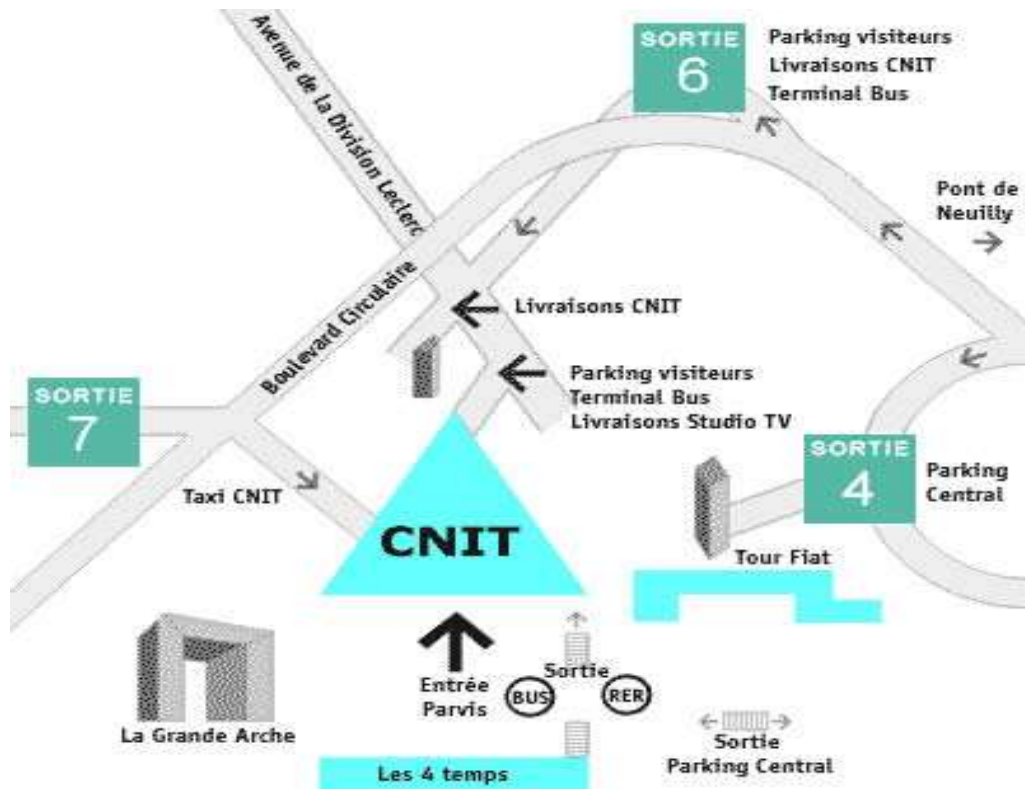 Avenue de la Division Leclerc
SORTIE
6
Parking visiteurs
Livraisons CNIT
Terminal Bus
Pont de
Neuilly
Boulevard Circulaire
Livraisons CNIT
Parking visiteurs
Terminal Bus
Livraisons Studio TV
SORTIE
7
Taxi CNIT
SORTIE
4
Parking
Central
CNIT
Tour Fiat
La Grande Arche
Entrée
Parvis
Sortie
BUS
RER
Sortie
Parking Central
Les 4 temps